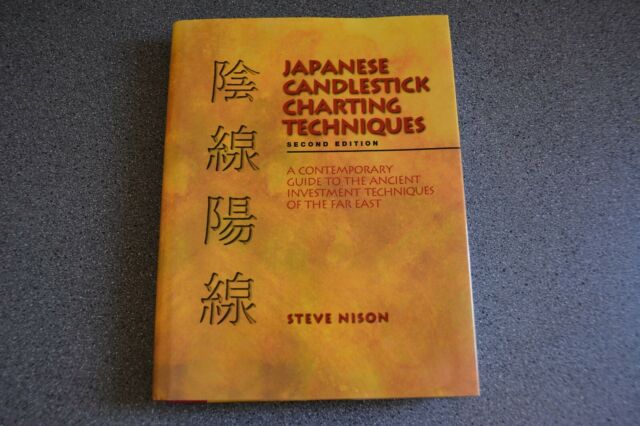 陰線陽線
JAPANESE
CANDLESTICK
CHARTING
TECHNIQUES
SECOND EDITION
A CONTEMPORARY
GUIDE TO THE ANCIENT
INVESTMENT TECHNIQUES
OF THE FAR EAST
STEVE NISON